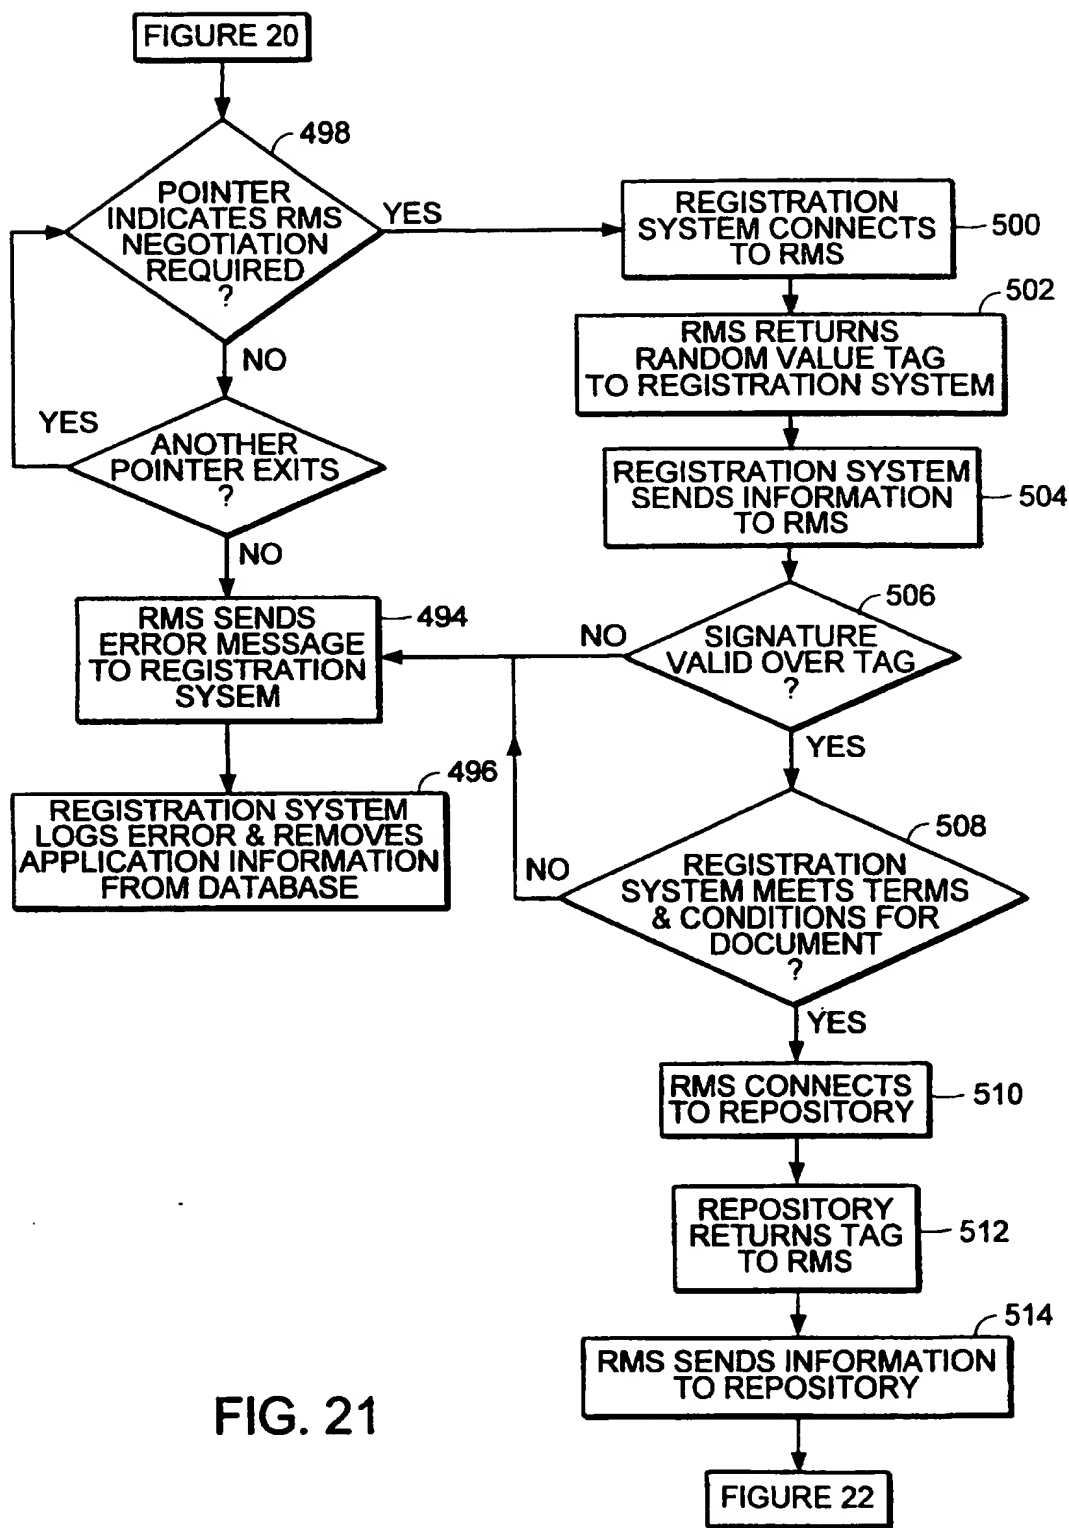 FIGURE 20
498
POINTER
INDICATES RMS
NEGOTIATION
REQUIRED
?
YES
NO
YES
ANOTHER
POINTER EXITS
?
NO
RMS SENDS
ERROR MESSAGE
TO REGISTRATION
SYSEM
494
REGISTRATION SYSTEM
LOGS ERROR & REMOVES
APPLICATION INFORMATION
FROM DATABASE
496
REGISTRATION
SYSTEM CONNECTS
TO RMS
500
502
RMS RETURNS
RANDOM VALUE TAG
TO REGISTRATION SYSTEM
REGISTRATION SYSTEM
SENDS INFORMATION
TO RMS
504
506
SIGNATURE
VALID OVER TAG
?
NO
YES
508
REGISTRATION
SYSTEM MEETS TERMS
& CONDITIONS FOR
DOCUMENT
?
NO
YES
RMS CONNECTS
TO REPOSITORY
510
REPOSITORY
RETURNS TAG
TO RMS
512
514
RMS SENDS INFORMATION
TO REPOSITORY
FIGURE 22
FIG. 21